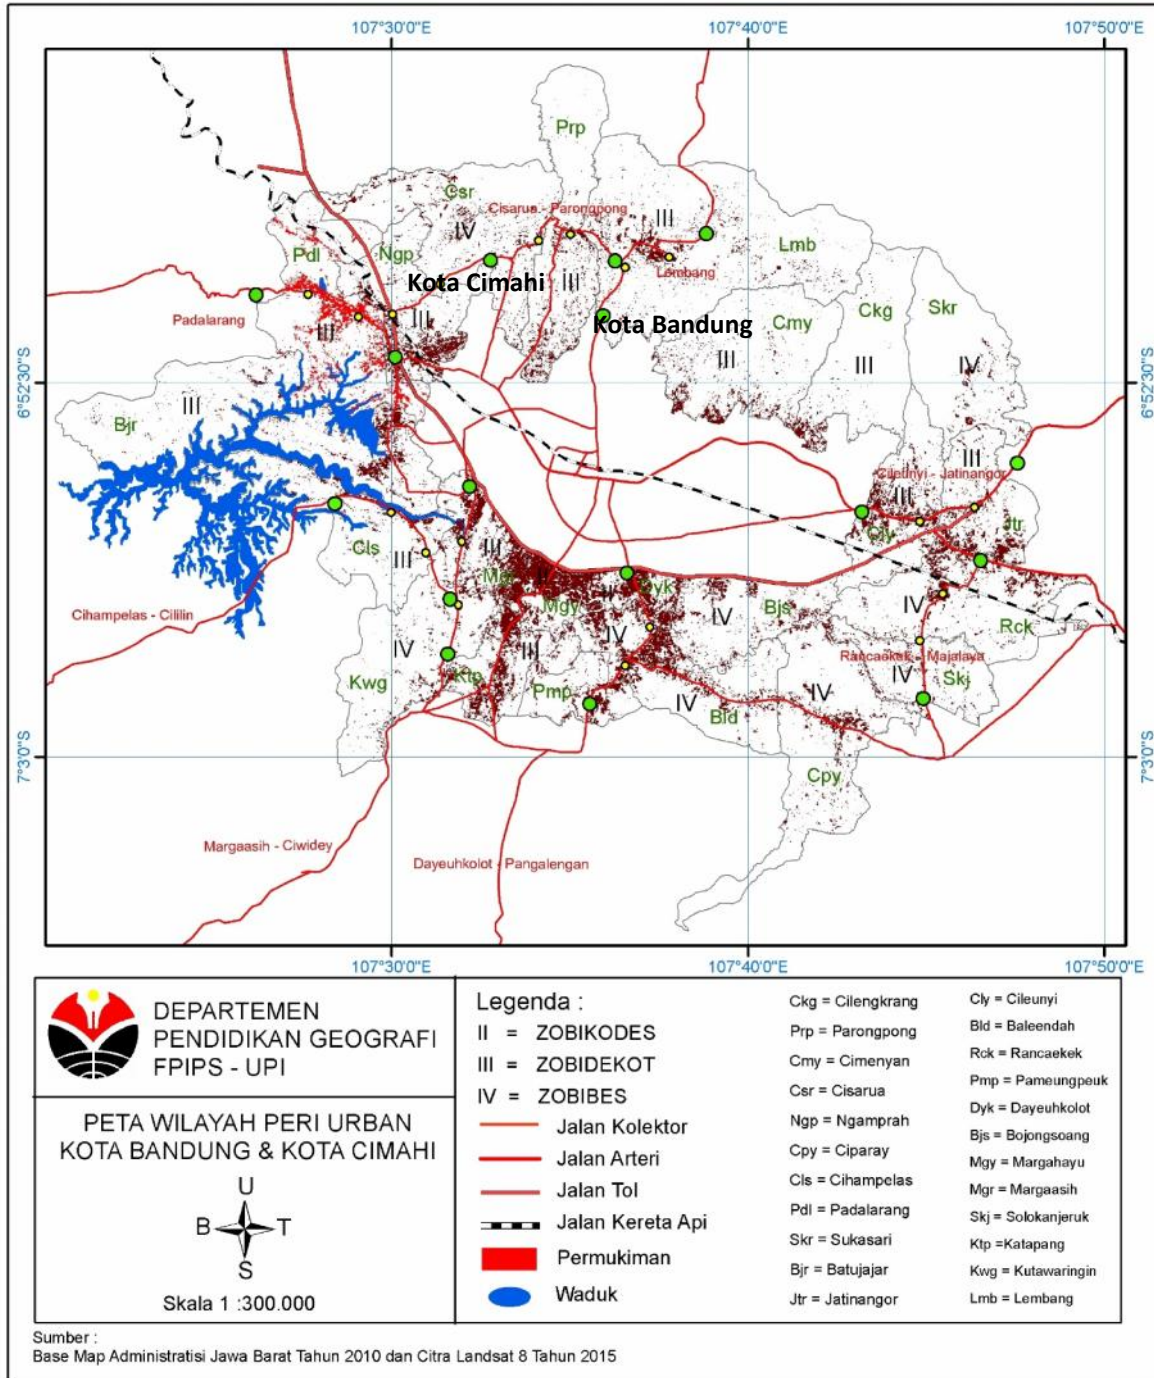 107°30'0"E
107°40'0"E
107°50'0"E
Prp
Csr
Cisarua - Parongpong
III
IV
Lmb
Pdl
Ngp
Kota Cimahi
III
Lembang
Ckg
Skr
Padalarang
III
III
Kota Bandung
Cmy
III
III
IV
6°52'30"S
6°52'30"S
III
Bjr
III
Cileunyi - Jatinangor
III
Cly
Jtr
Cls
III
III
Mgr
II
Mgy
II
Dyk
IV
Bjs
IV
Rck
Cihampelas - Cililin
IV
III
IV
Rancaekek - Majalaya
Kwg
Ktp
Pmp
IV
Bld
IV
IV
Skj
7°3'0"S
7°3'0"S
Cpy
Margaasih - Ciwidey
Dayeuhkolot - Pangalengan
107°30'0"E
107°40'0"E
107°50'0"E
DEPARTEMEN
PENDIDIKAN GEOGRAFI
FPIPS - UPI
PETA WILAYAH PERI URBAN
KOTA BANDUNG & KOTA CIMAHI
U
B
T
S
Skala 1 :300.000
Legenda :
II = ZOBIKODES
III = ZOBIDEKOT
IV = ZOBIBES
Jalan Kolektor
Jalan Arteri
Jalan Tol
Jalan Kereta Api
Permukiman
Waduk
Ckg = Cilengkrang
Prp = Parongpong
Cmy = Cimenyan
Csr = Cisarua
Ngp = Ngamprah
Cpy = Ciparay
Cls = Cihampelas
Pdl = Padalarang
Skr = Sukasari
Bjr = Batujajar
Jtr = Jatinangor
Cly = Cileunyi
Bld = Baleendah
Rck = Rancaekek
Pmp = Pameungpeuk
Dyk = Dayeuhkolot
Bjs = Bojongsoang
Mgy = Margahayu
Mgr = Margaasih
Skj = Solokanjeruk
Ktp =Katapang
Kwg = Kutawaringin
Lmb = Lembang
Sumber :
Base Map Administratisi Jawa Barat Tahun 2010 dan Citra Landsat 8 Tahun 2015